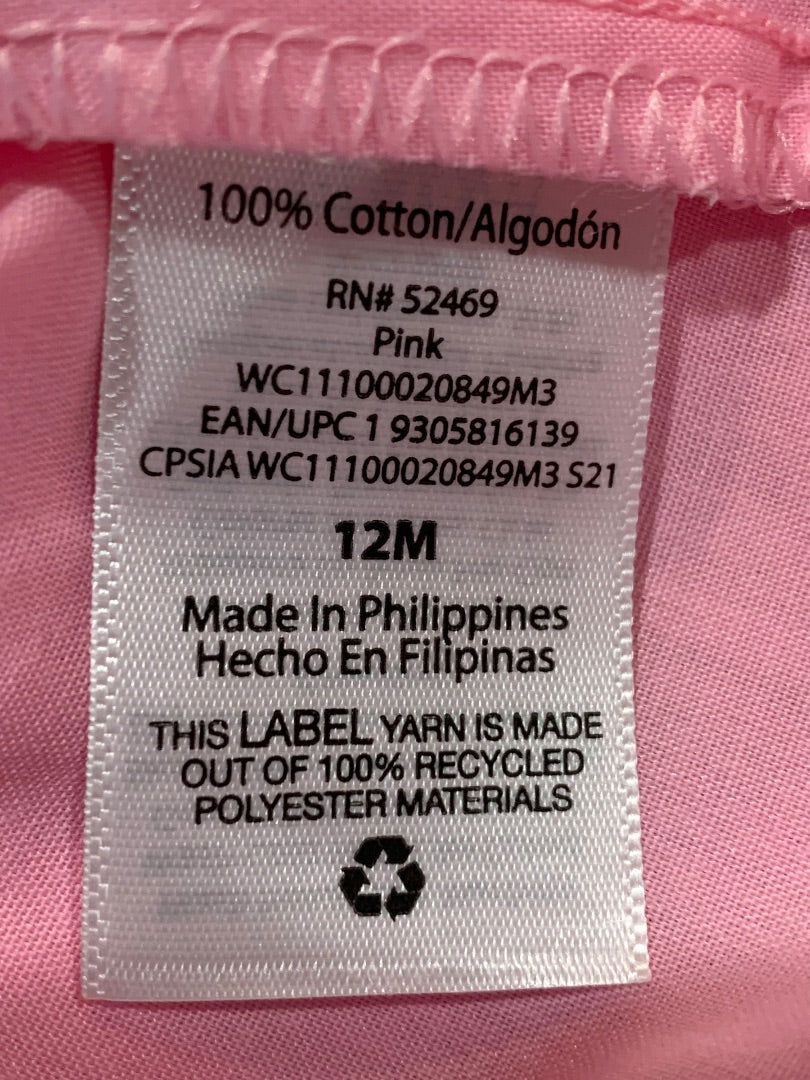 100% Cotton/Algodón
RN# 52469
Pink
WC11100020849M3
EAN/UPC 1 9305816139
CPSIA WC11100020849M3 S21
12M
Made In Philippines
Hecho En Filipinas
THIS LABEL YARN IS MADE
OUT OF 100% RECYCLED
POLYESTER MATERIALS